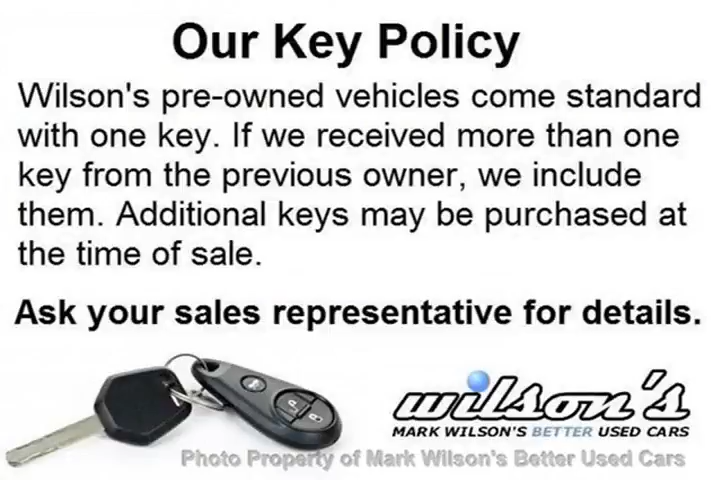 Our Key Policy
Wilson's pre-owned vehicles come standard
with one key. If we received more than one
key from the previous owner, we include
them. Additional keys may be purchased at
the time of sale.
Ask your sales representative for details.
wilson's
MARK WILSON'S BETTER USED CARS
Photo Property of Mark Wilson's Better Used Cars